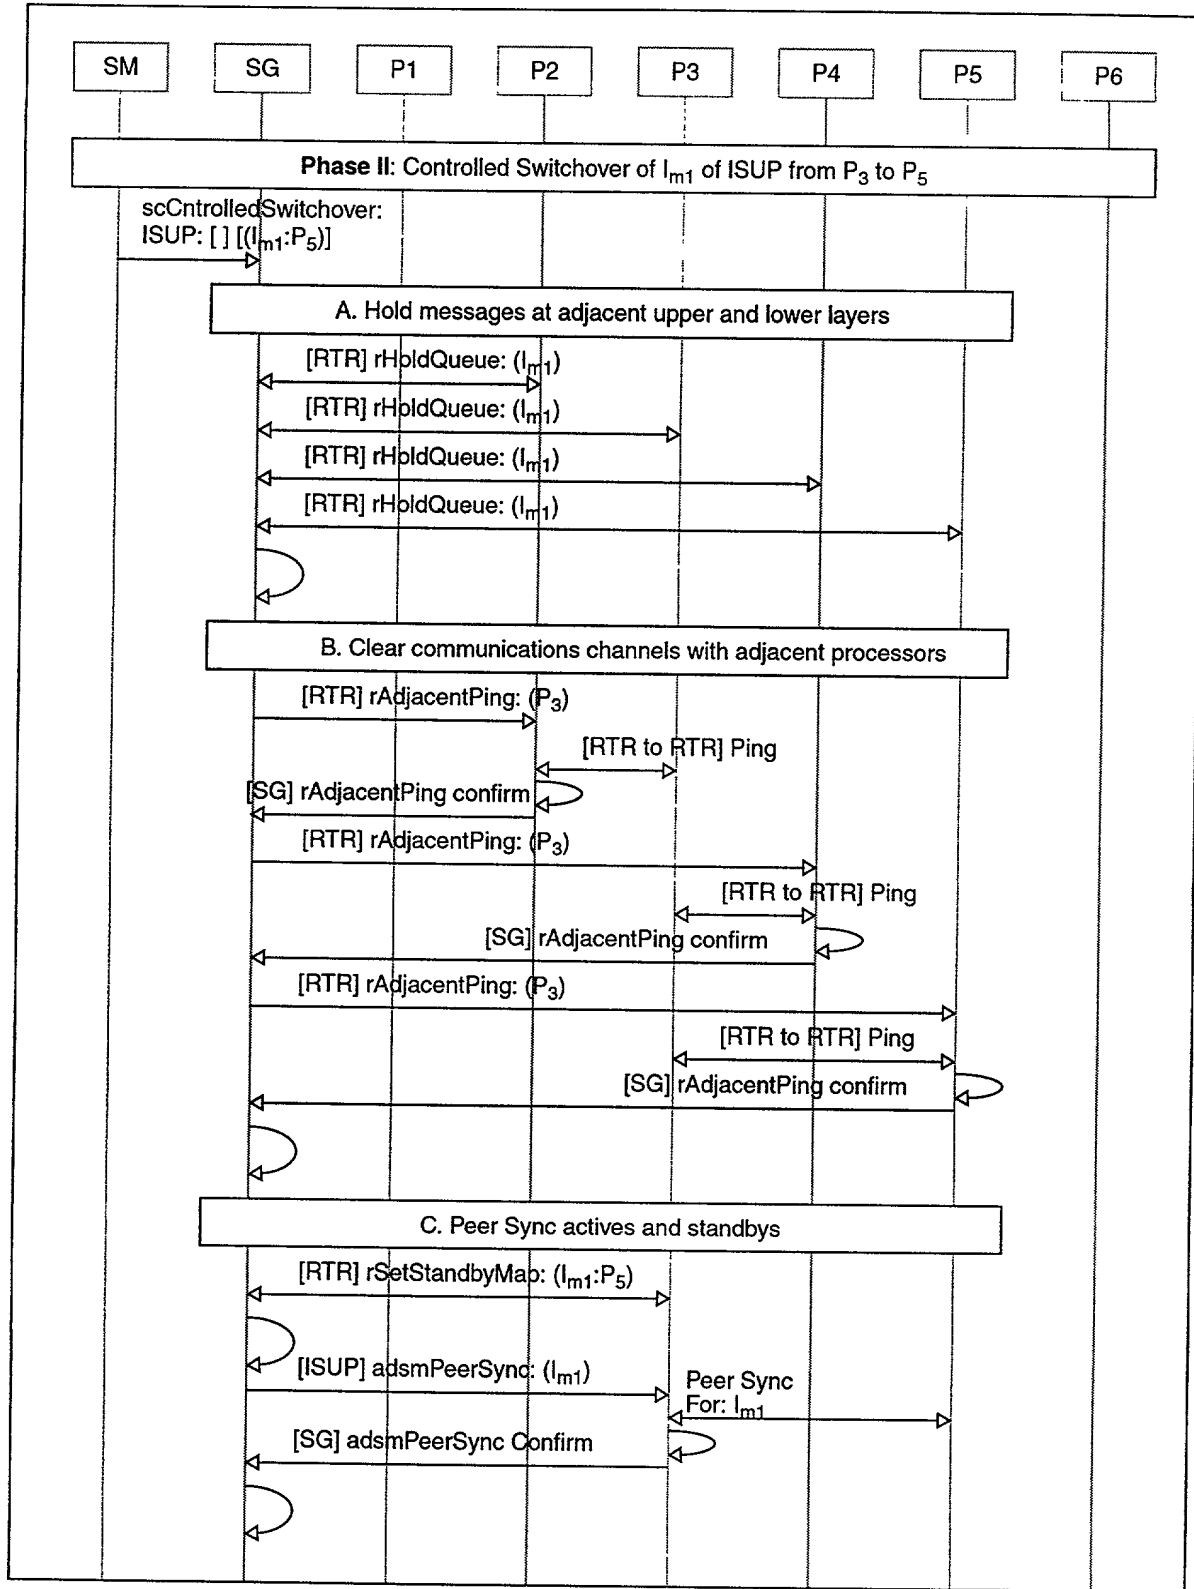 SM SG P1 P2 P3 P4 P5 P6
Phase II: Controlled Switchover of Im1 of ISUP from P3 to P5
scCntrolledSwitchover:
ISUP: [ ] [(Im1:P5)]
A. Hold messages at adjacent upper and lower layers
[RTR] rHoldQueue: (Im1)
[RTR] rHoldQueue: (Im1)
[RTR] rHoldQueue: (Im1)
[RTR] rHoldQueue: (Im1)
B. Clear communications channels with adjacent processors
[RTR] rAdjacentPing: (P3)
[RTR to RTR] Ping
[SG] rAdjacentPing confirm
[RTR] rAdjacentPing: (P3)
[RTR to RTR] Ping
[SG] rAdjacentPing confirm
[RTR] rAdjacentPing: (P3)
[RTR to RTR] Ping
[SG] rAdjacentPing confirm
C. Peer Sync actives and standbys
[RTR] rSetStandbyMap: (Im1:P5)
[ISUP] adsmPeerSync: (Im1)
Peer Sync
For: Im1
[SG] adsmPeerSync Confirm